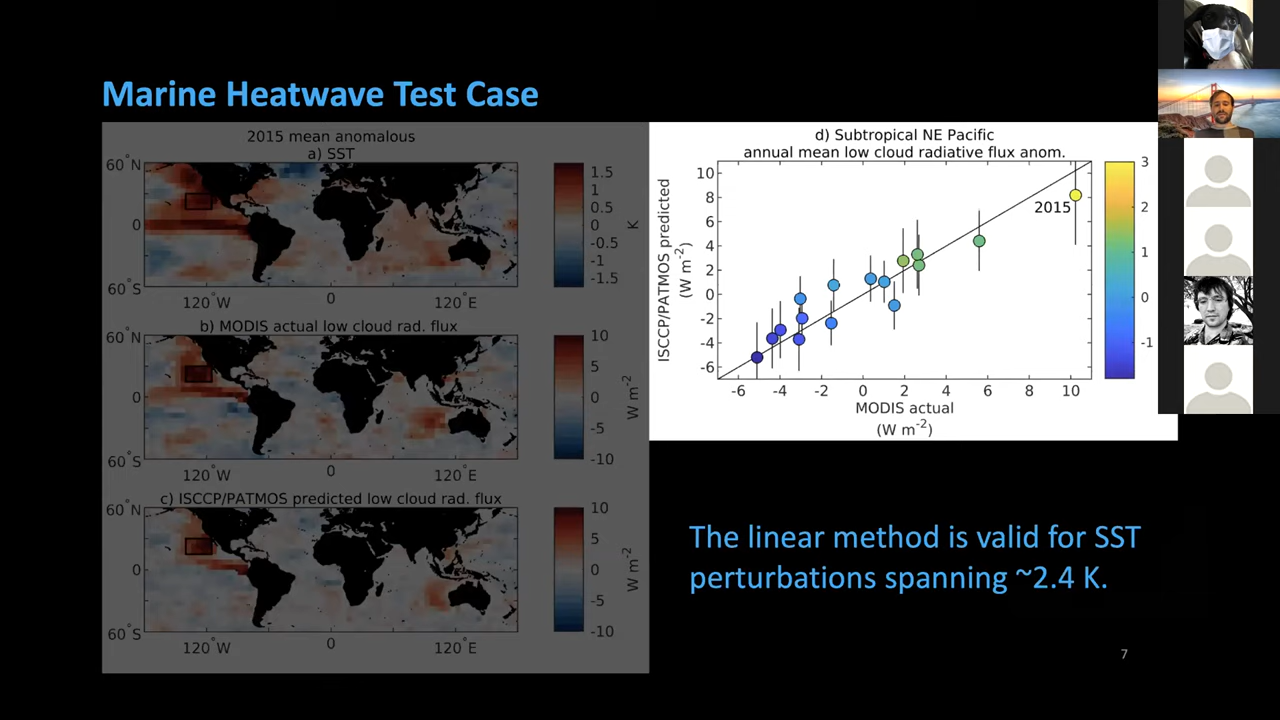 Marine Heatwave Test Case
2015 mean anomalous
a) SST
60°N
0
60°S
120°W
0
120°E
1.5
1
0.5
0
-0.5
-1
-1.5
K
b) MODIS actual low cloud rad. flux
60°N
0
60°S
120°W
0
120°E
10
5
0
-5
-10
W m-2
c) ISCCP/PATMOS predicted low cloud rad. flux
60°N
0
60°S
120°W
0
120°E
10
5
0
-5
-10
W m-2
d) Subtropical NE Pacific
annual mean low cloud radiative flux anom.
ISCCP/PATMOS predicted
(W m-2)
10
8
6
4
2
0
-2
-4
-6
2015
-6
-4
-2
0
2
4
6
8
10
MODIS actual
(W m-2)
3
2
1
0
-1
The linear method is valid for SST
perturbations spanning ~2.4 K.
7